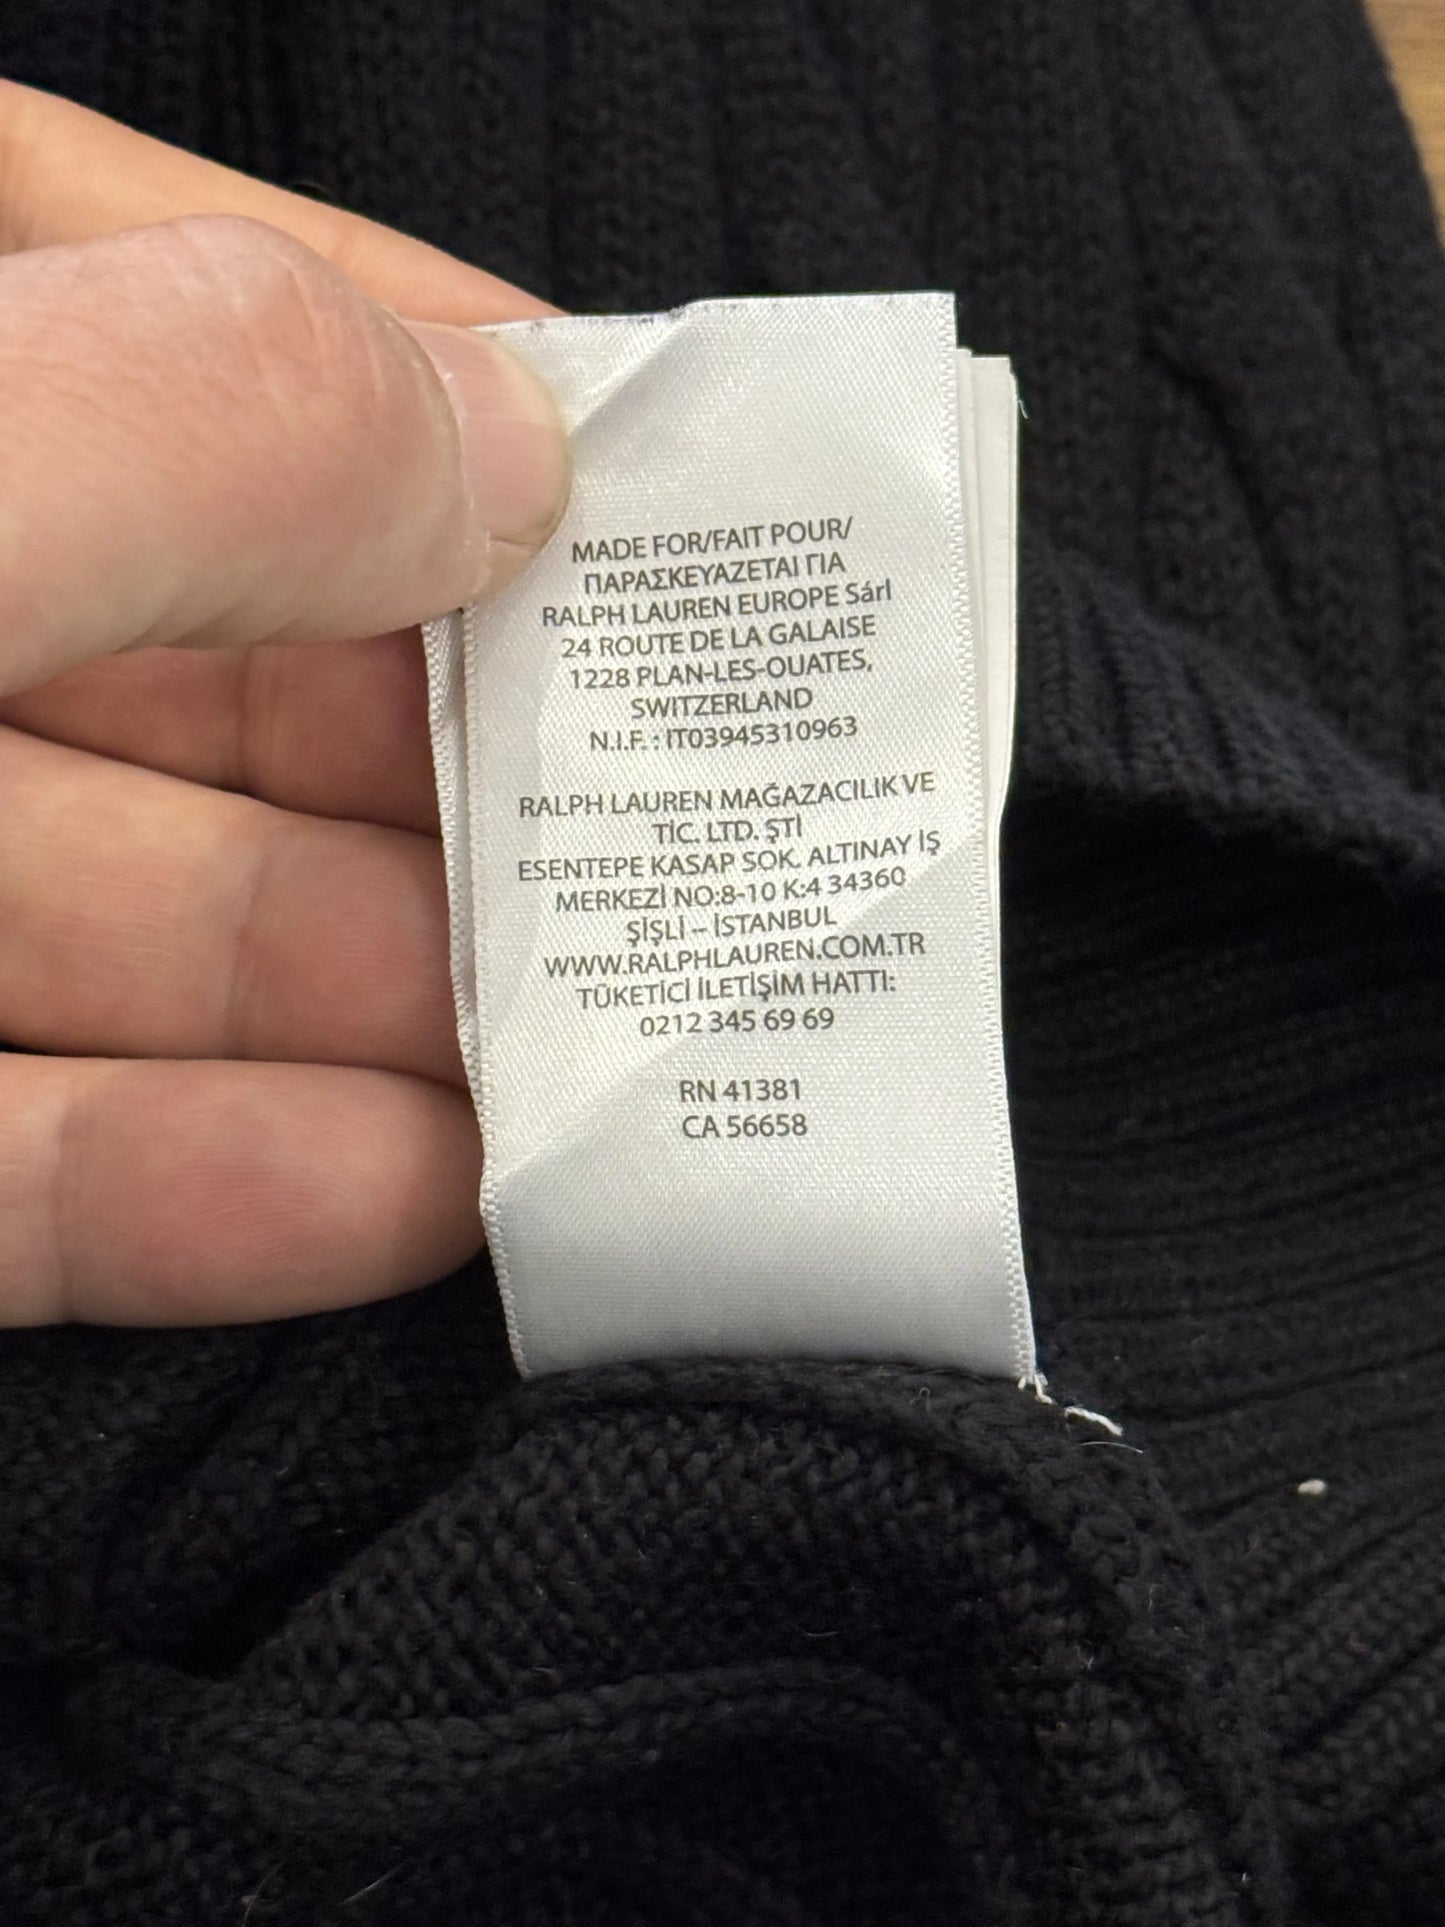 MADE FOR/FAIT POUR/
ΠΑΡΑΣΚΕΥΑΖΕΤΑΙ ΓΙΑ
RALPH LAUREN EUROPE Sárl
24 ROUTE DE LA GALAISE
1228 PLAN-LES-OUATES,
SWITZERLAND
N.I.F. : IT03945310963
RALPH LAUREN MAĞAZACILIK VE
TİC. LTD. ŞTİ
ESENTEPE KASAP SOK. ALTINAY İŞ
MERKEZİ NO:8-10 K:4 34360
ŞİŞLİ – İSTANBUL
WWW.RALPHLAUREN.COM.TR
TÜKETİCİ İLETİŞİM HATTI:
0212 345 69 69
RN 41381
CA 56658